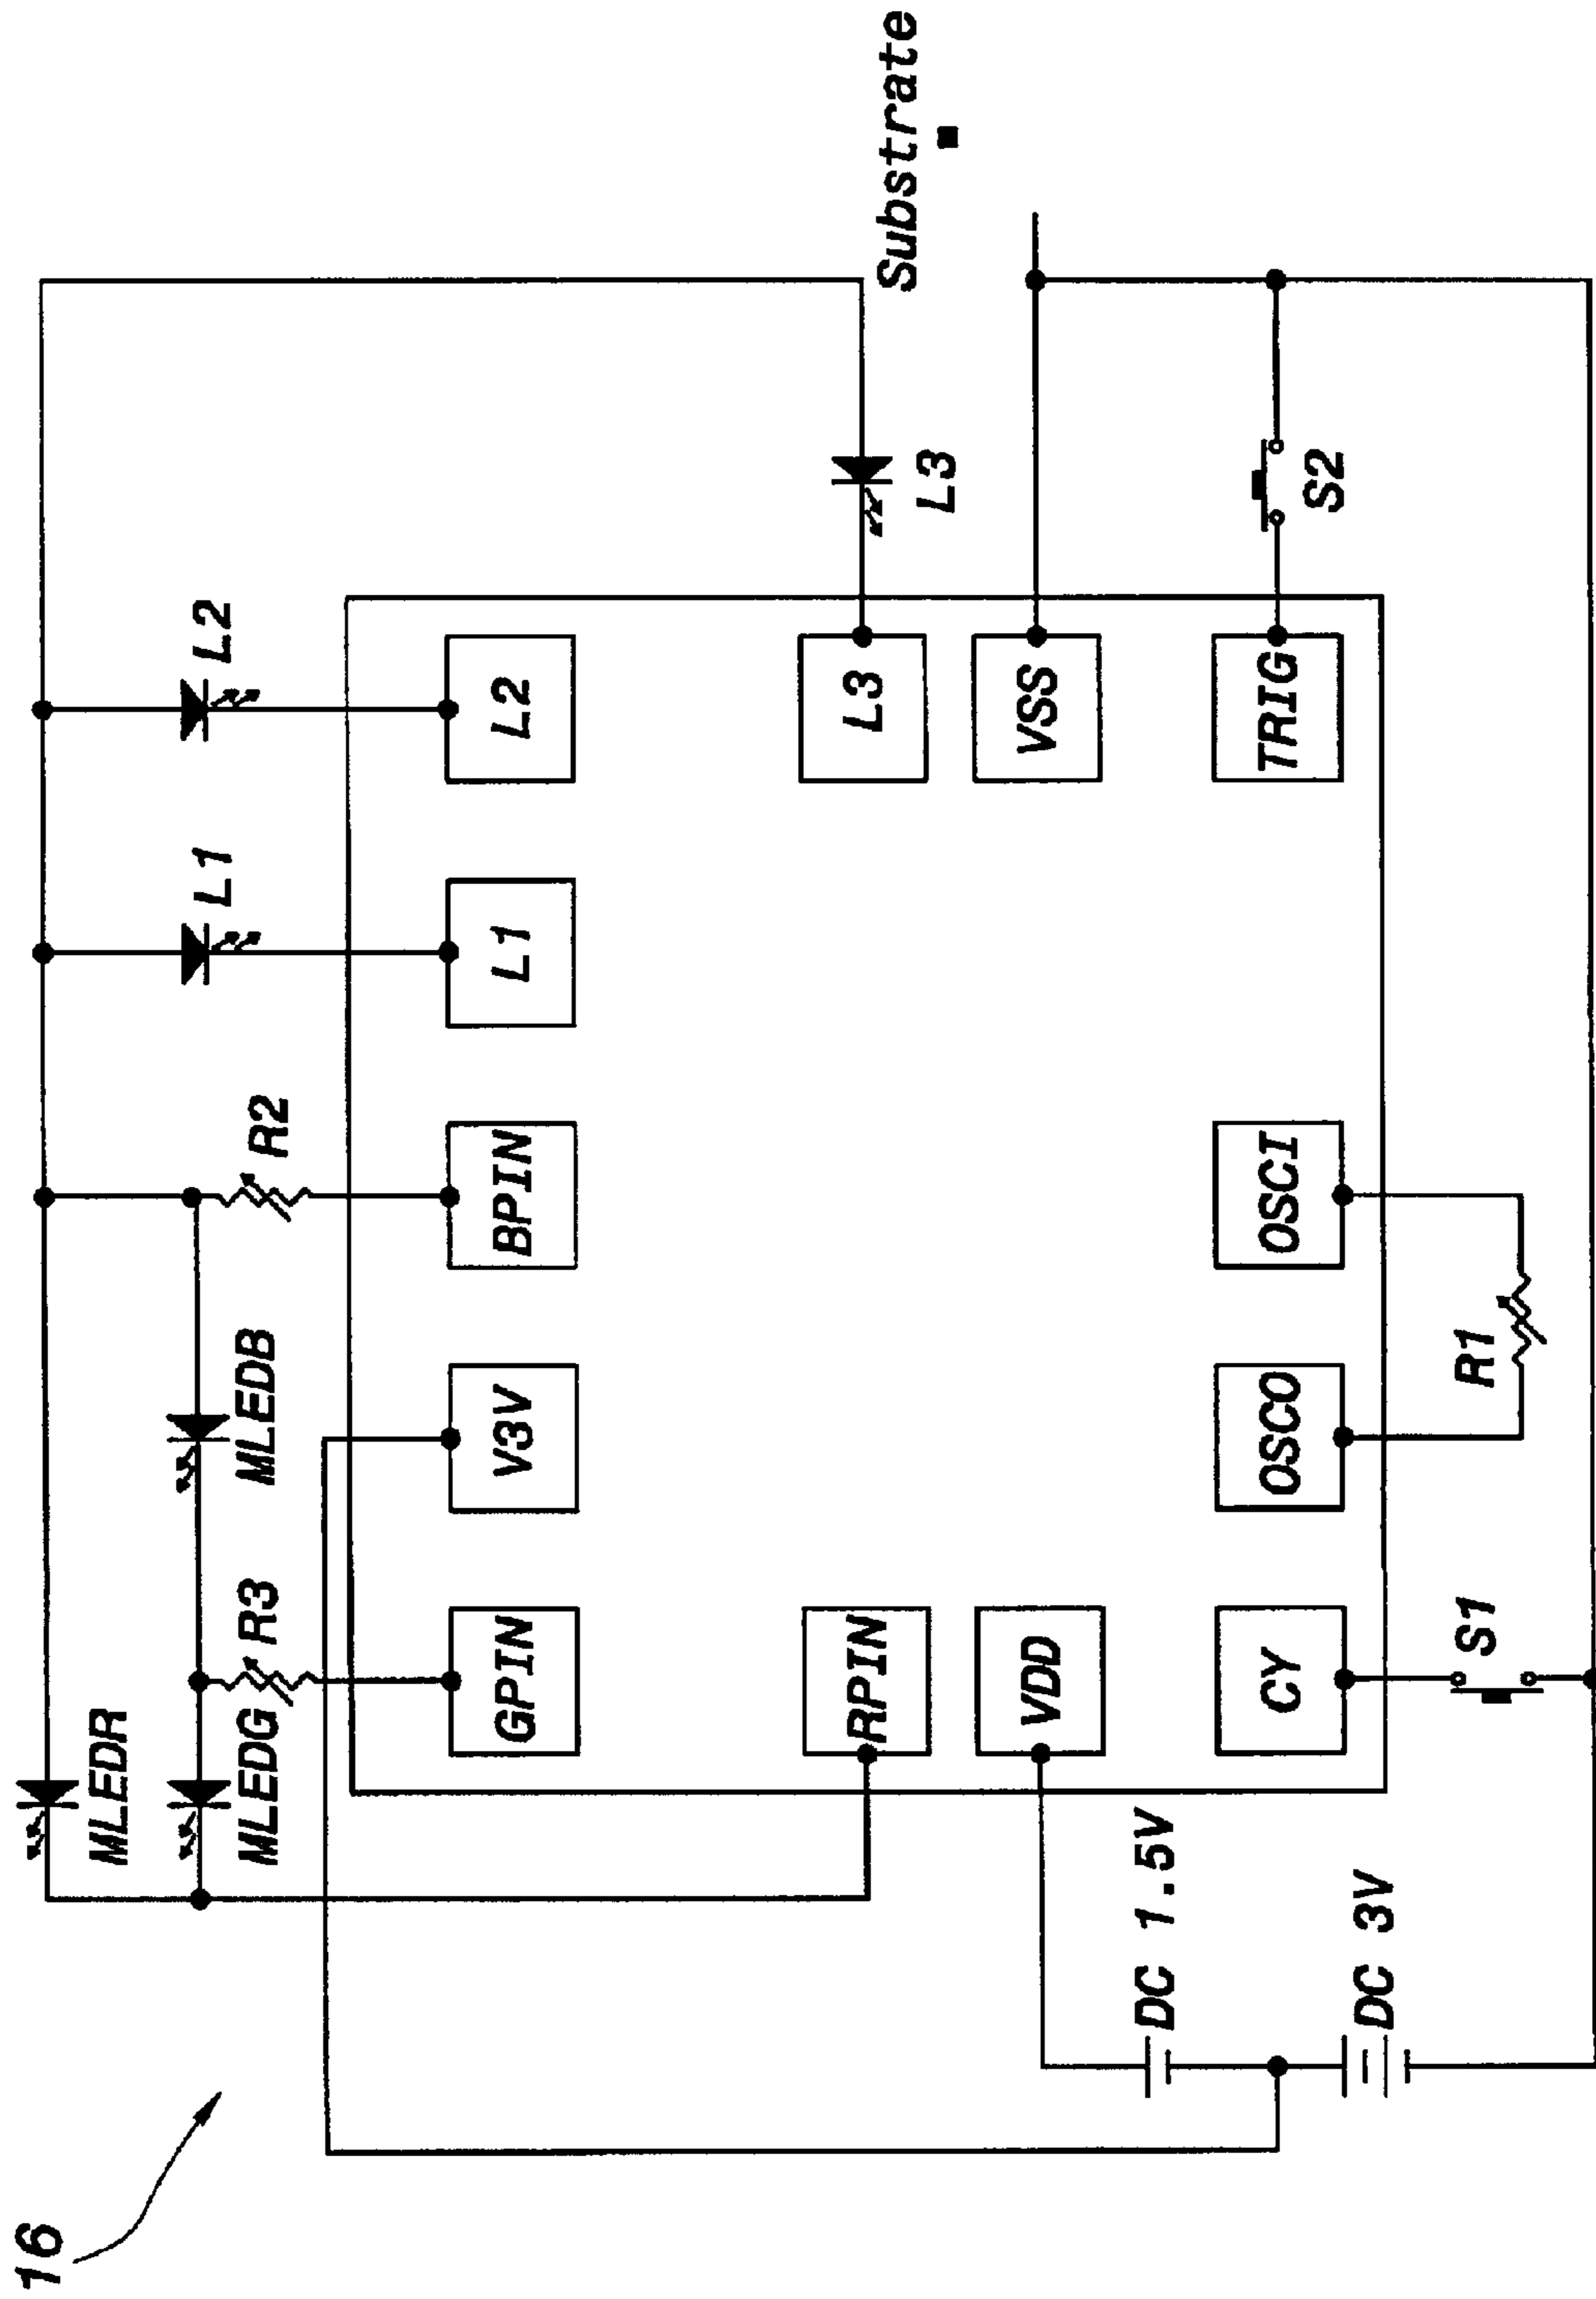 16
MLEDR
MLEDG
R3
MLEDB
R2
L1
L2
GPIN
V3V
BPIN
L1
L2
RPIN
L3
L3
Substrate
VDD
VSS
DC 1.5V
DC 3V
CY
OSCO
OSCI
TRIG
S1
R1
S2